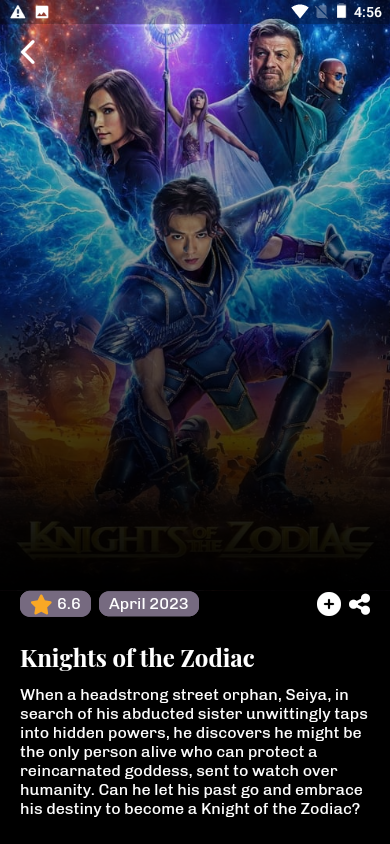 4:56
KNIGHTS OF THE ZODIAC
6.6
April 2023
Knights of the Zodiac
When a headstrong street orphan, Seiya, in
search of his abducted sister unwittingly taps
into hidden powers, he discovers he might be
the only person alive who can protect a
reincarnated goddess, sent to watch over
humanity. Can he let his past go and embrace
his destiny to become a Knight of the Zodiac?